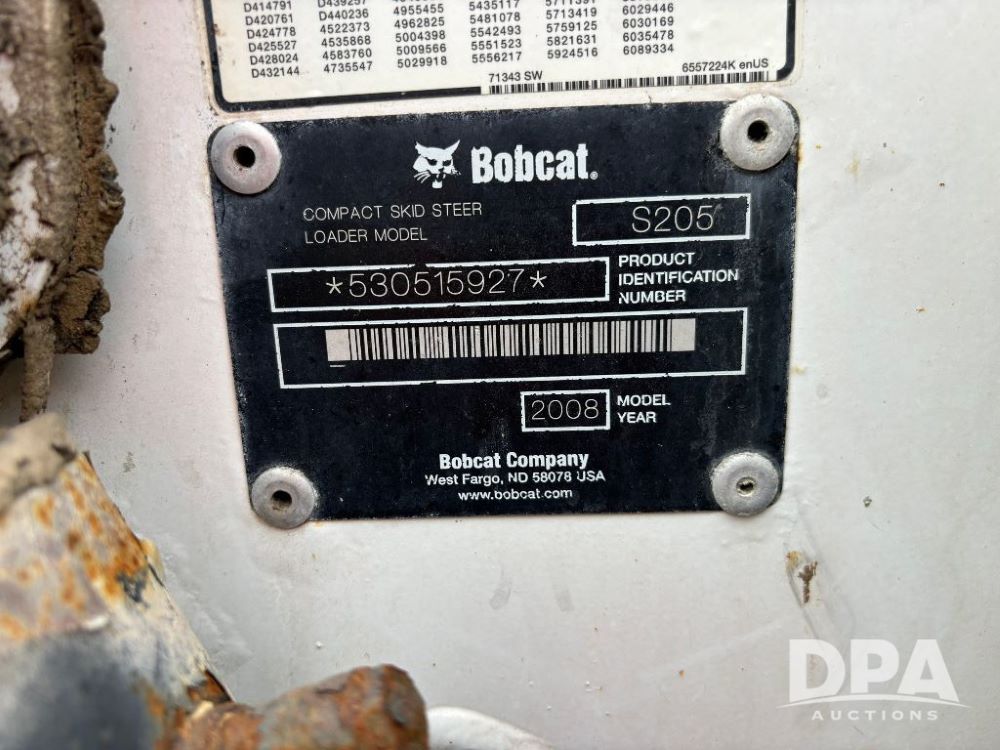 D414791 D439257 5435117 5711391
D420761 D440236 4955455 5481078 5713419 6029446
D424778 4522373 4962825 5542493 5759125 6030169
D425527 4535868 5004398 5551523 5821631 6035478
D428024 4583760 5009566 5556217 5924516 6089334
D432144 4735547 5029918
71343 SW 6557224K enUS
Bobcat.
COMPACT SKID STEER
LOADER MODEL
S205
*530515927*
PRODUCT
IDENTIFICATION
NUMBER
2008
MODEL
YEAR
Bobcat Company
West Fargo, ND 58078 USA
www.bobcat.com
DPA
AUCTIONS